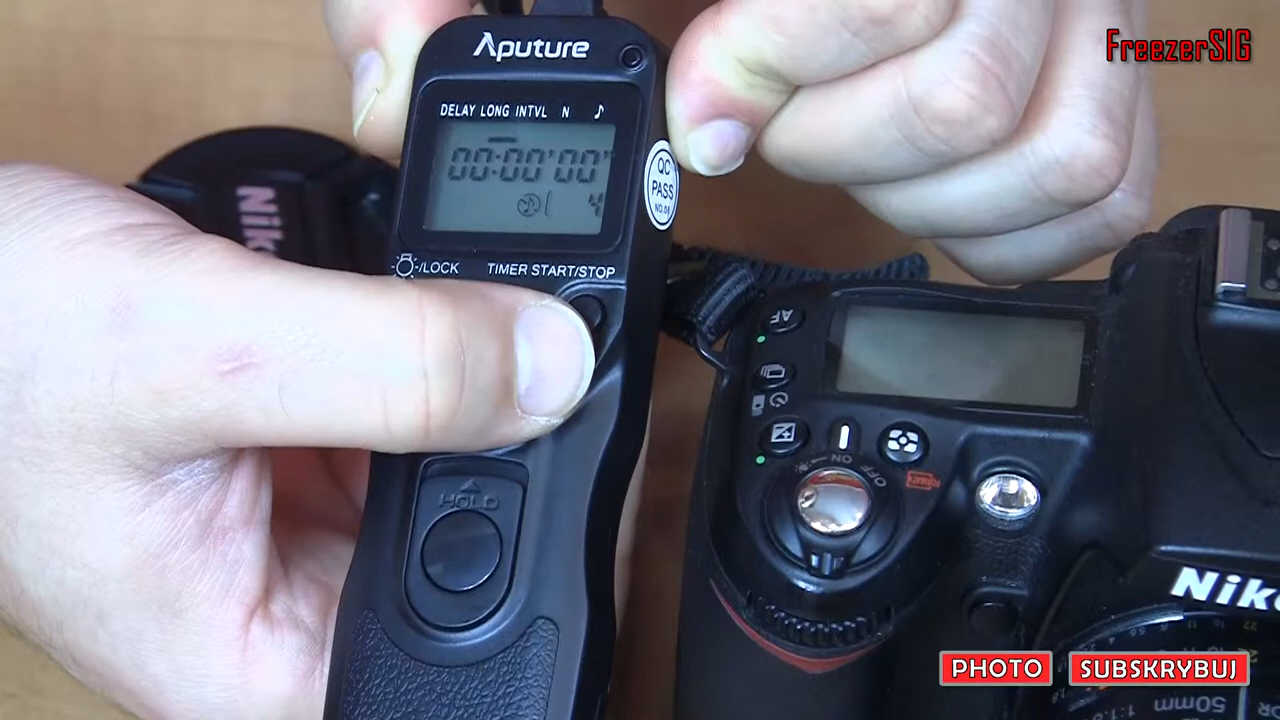 FreezerSIG
Aputure
DELAY LONG INTVL N ♪
00:00'00"
QC
PASS
/LOCK
TIMER START/STOP
HOLD
AF
ON
OFF
FORMAT
Nik
50mm
PHOTO
SUBSKRYBUJ